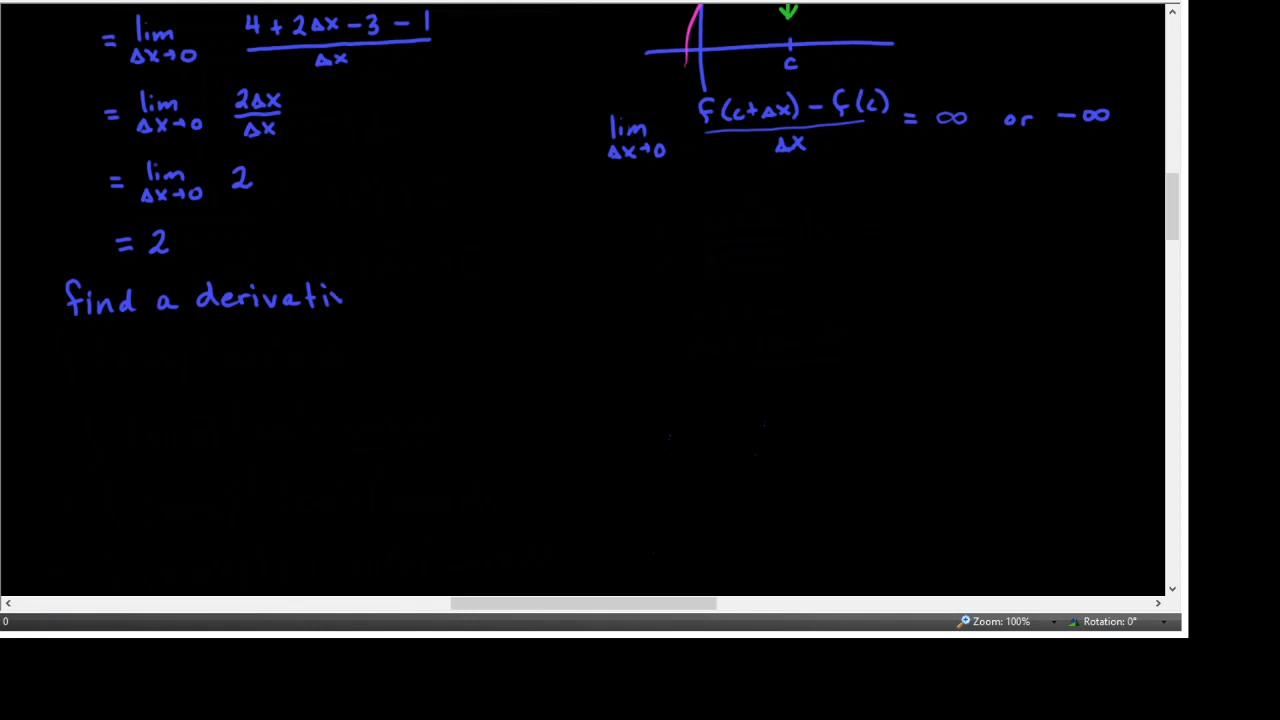 = lim Δx→0 4 + 2Δx − 3 − 1 / Δx
= lim Δx→0 2Δx / Δx
= lim Δx→0 2
= 2
find a derivati
c
lim Δx→0 f(c+Δx) − f(c) / Δx = ∞ or −∞
0
Zoom: 100%
Rotation: 0°